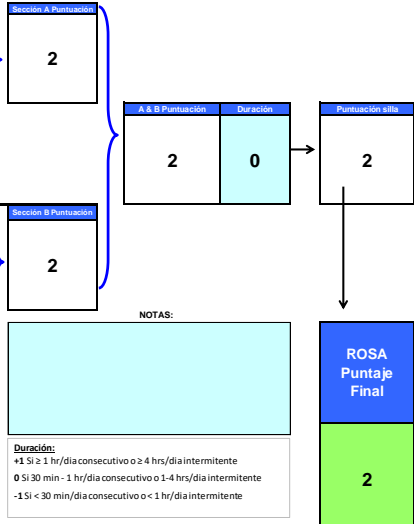 Sección A Puntuación
2
A & B Puntuación
Duración
Puntuación silla
2
0
2
Sección B Puntuación
2
NOTAS:
ROSA
Puntaje
Final
2
Duración:
+1 Si ≥ 1 hr/dia consecutivo o ≥ 4 hrs/dia intermitente
0 Si 30 min - 1 hr/dia consecutivo o 1-4 hrs/dia intermitente
-1 Si < 30 min/dia consecutivo o < 1 hr/dia intermitente